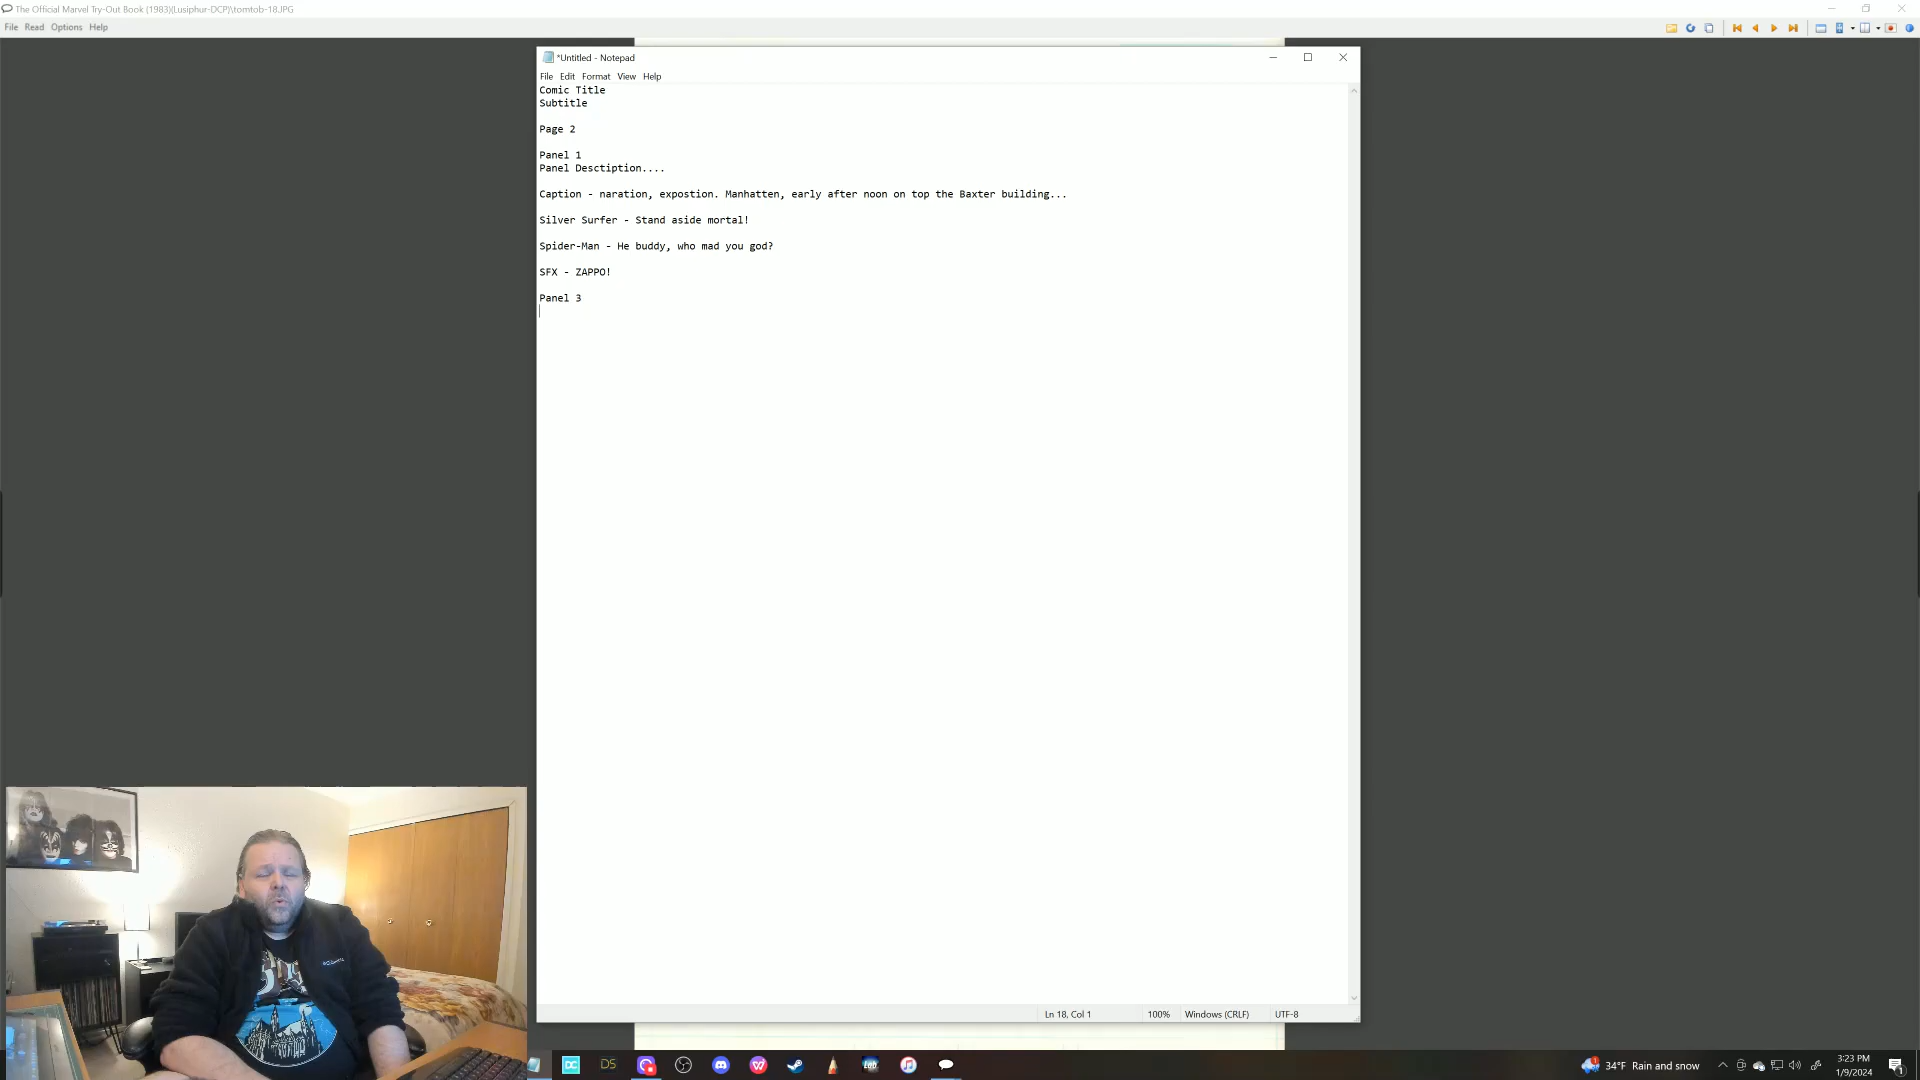 The Official Marvel Try-Out Book (1983)(Lusiphur-DCP)\tomtob-18.JPG
File Read Options Help
*Untitled - Notepad
File Edit Format View Help
Comic Title
Subtitle
Page 2
Panel 1
Panel Desctiption....
Caption - naration, expostion. Manhatten, early after noon on top the Baxter building...
Silver Surfer - Stand aside mortal!
Spider-Man - He buddy, who mad you god?
SFX - ZAPPO!
Panel 3
Ln 18, Col 1 100% Windows (CRLF) UTF-8
DC DS Lab
34°F Rain and snow
3:23 PM
1/9/2024